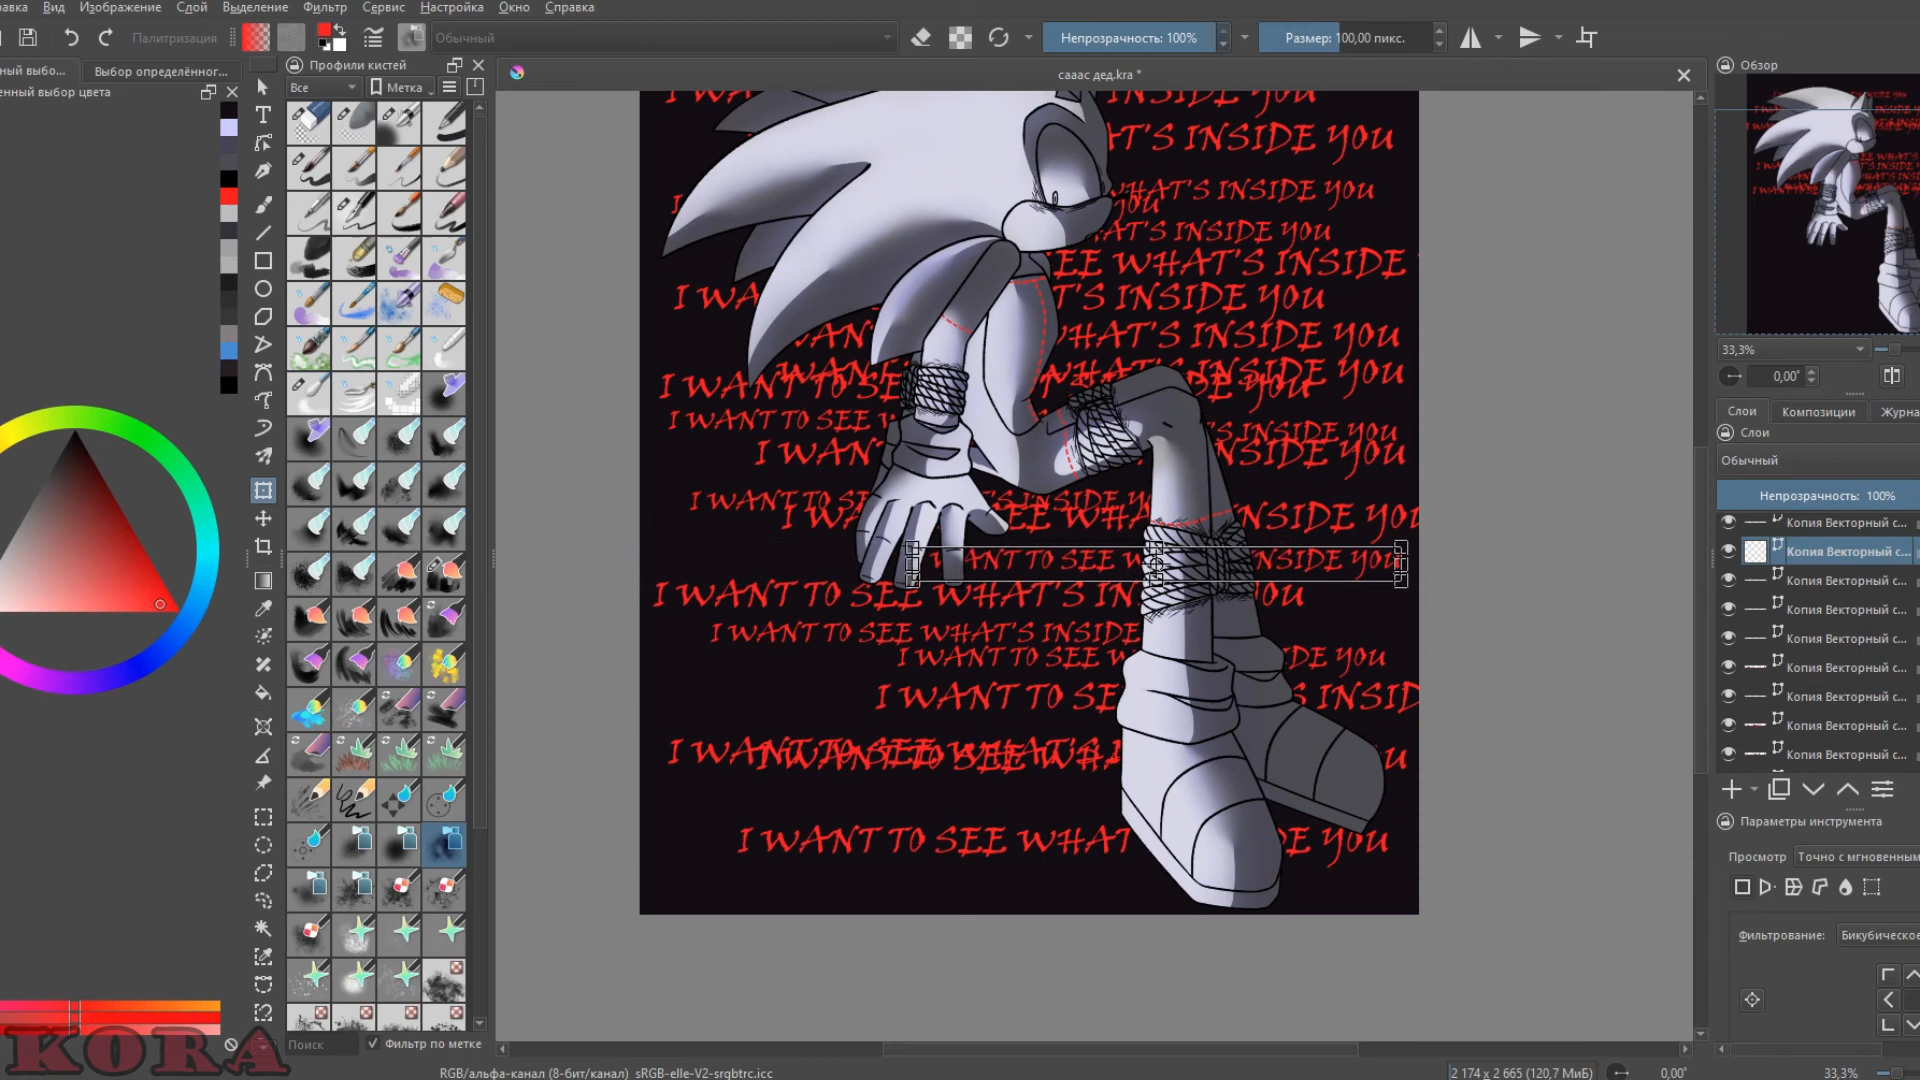 равка Вид Изображение Слой Выделение Фильтр Сервис Настройка Окно Справка
Палитризация Обычный Непрозрачность: 100% Размер: 100,00 пикс.
ный выбо... Выбор определённог... Профили кистей сааас дед.kra * Обзор
енный выбор цвета Все Метка
I WA INSIDE you
AT'S INSIDE you
WHAT'S INSIDE you
you
AT'S INSIDE you
EE WHAT'S INSIDE
I WA T'S INSIDE you
WAN WHAT'S INSIDE you
I WANT TO SEE HAT'S INSIDE you
I WANT TO SEE
S INSIDE you
I WAN INSIDE you
I WANT TO SE T'S INSIDE y
I WA EE WHA NSIDE yo
I WANT TO SEE W NSIDE you
I WANT TO SEE WHAT'S IN you
I WANT TO SEE WHAT'S INSIDE
I WANT TO SEE W DE you
I WANT TO SE S INSID
I WANT TO SEE WHAT'S I u
I WANT TO SEE WHAT DE you
33,3%
0,00°
Слои Композиции Журна
Слои
Обычный
Непрозрачность: 100%
Копия Векторный с...
Копия Векторный с...
Копия Векторный с...
Копия Векторный с...
Копия Векторный с...
Копия Векторный с...
Копия Векторный с...
Копия Векторный с...
Копия Векторный с...
Параметры инструмента
Просмотр Точно с мгновенным
Фильтрование: Бикубическое
KORA
Поиск Фильтр по метке
RGB/альфа-канал (8-бит/канал) sRGB-elle-V2-srgbtrc.icc 2 174 x 2 665 (120,7 МиБ) 0,00° 33,3%